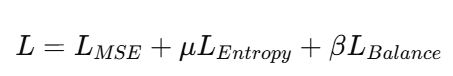 L = L_{MSE} + μL_{Entropy} + βL_{Balance}